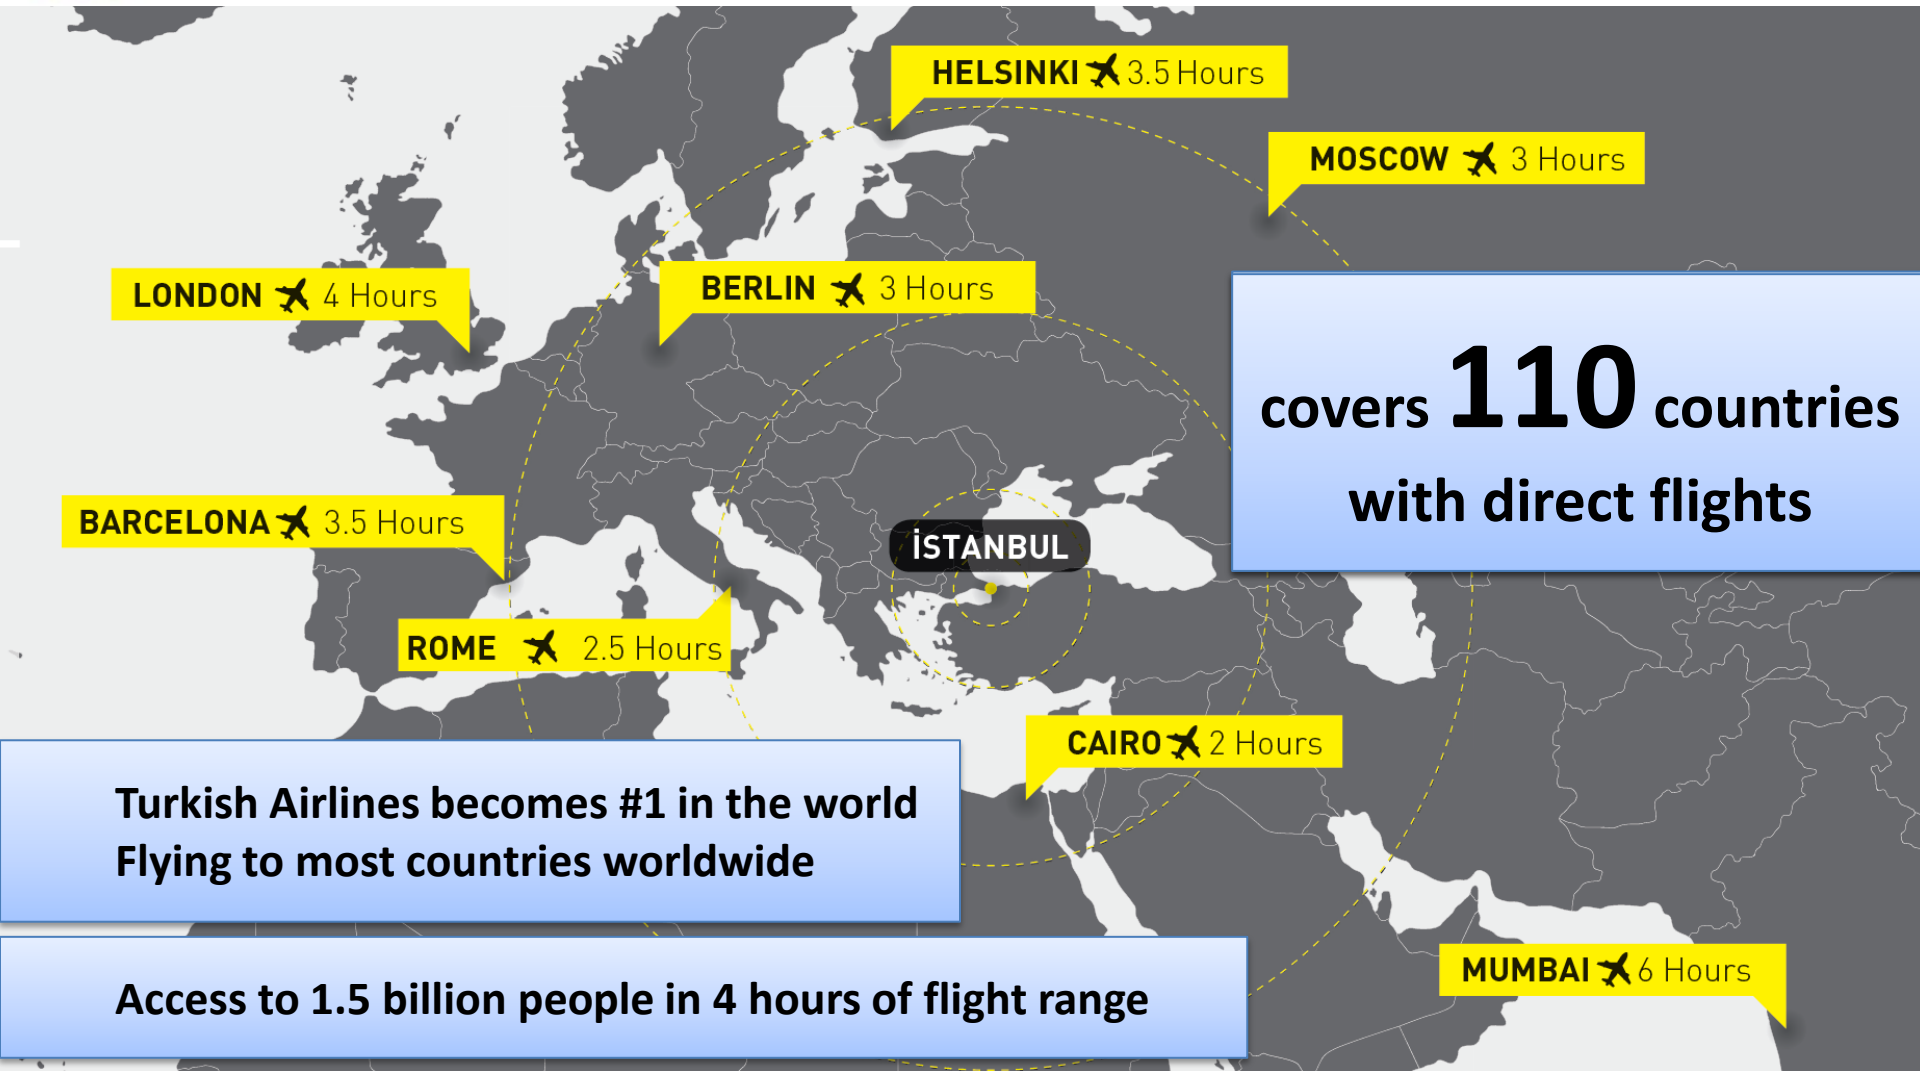 HELSINKI 3.5 Hours
MOSCOW 3 Hours
LONDON 4 Hours
BERLIN 3 Hours
covers 110 countries
with direct flights
BARCELONA 3.5 Hours
İSTANBUL
ROME 2.5 Hours
CAIRO 2 Hours
Turkish Airlines becomes #1 in the world
Flying to most countries worldwide
MUMBAI 6 Hours
Access to 1.5 billion people in 4 hours of flight range